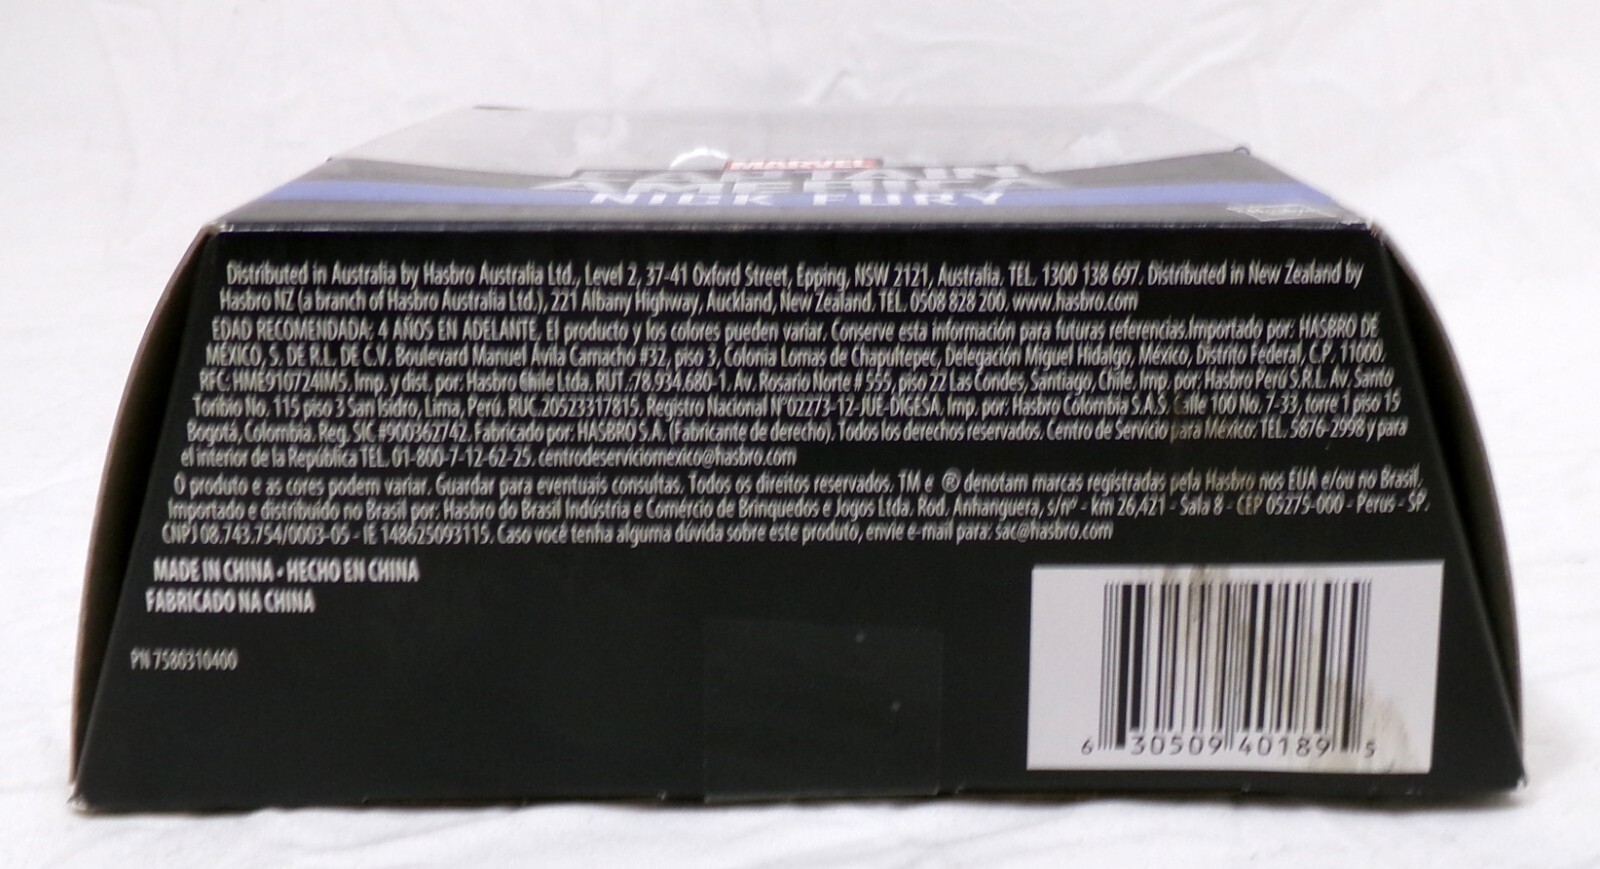 MARVEL
CAPTAIN
AMERICA
NICK FURY
Distributed in Australia by Hasbro Australia Ltd., Level 2, 37-41 Oxford Street, Epping, NSW 2121, Australia. TEL. 1300 138 697. Distributed in New Zealand by
Hasbro NZ (a branch of Hasbro Australia Ltd.), 221 Albany Highway, Auckland, New Zealand. TEL. 0508 828 200. www.hasbro.com
EDAD RECOMENDADA: 4 AÑOS EN ADELANTE. El producto y los colores pueden variar. Conserve esta información para futuras referencias.Importado por: HASBRO DE
MÉXICO, S. DE R.L. DE C.V. Boulevard Manuel Ávila Camacho #32, piso 3, Colonia Lomas de Chapultepec, Delegación Miguel Hidalgo, México, Distrito Federal, C.P. 11000.
RFC: HME910724IM5. Imp. y dist. por: Hasbro Chile Ltda. RUT.:78.934.680-1. Av. Rosario Norte # 555, piso 22 Las Condes, Santiago, Chile. Imp. por: Hasbro Perú S.R.L. Av. Santo
Toribio No. 115 piso 3 San Isidro, Lima, Perú. RUC.20523317815. Registro Nacional N°02273-12-JUE-DIGESA. Imp. por: Hasbro Colombia S.A.S. Calle 100 No. 7-33, torre 1 piso 15
Bogotá, Colombia. Reg. SIC #900362742. Fabricado por: HASBRO S.A. (Fabricante de derecho). Todos los derechos reservados. Centro de Servicio para México: TEL. 5876-2998 y para
el interior de la República TEL. 01-800-7-12-62-25. centrodeserviciomexico@hasbro.com
O produto e as cores podem variar. Guardar para eventuais consultas. Todos os direitos reservados. TM e ® denotam marcas registradas pela Hasbro nos EUA e/ou no Brasil.
Importado e distribuído no Brasil por: Hasbro do Brasil Indústria e Comércio de Brinquedos e Jogos Ltda. Rod. Anhanguera, s/nº - km 26,421 - Sala 8 - CEP 05275-000 - Perus - SP.
CNPJ 08.743.754/0003-05 - IE 148625093115. Caso você tenha alguma dúvida sobre este produto, envie e-mail para: sac@hasbro.com
MADE IN CHINA • HECHO EN CHINA
FABRICADO NA CHINA
PN 7580310400
6 30509 40189 5